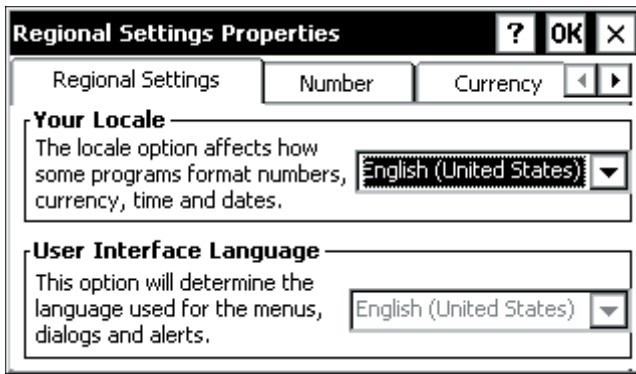 Regional Settings Properties ? OK ×
Regional Settings Number Currency
Your Locale
The locale option affects how
some programs format numbers,
currency, time and dates.
English (United States)
User Interface Language
This option will determine the
language used for the menus,
dialogs and alerts.
English (United States)